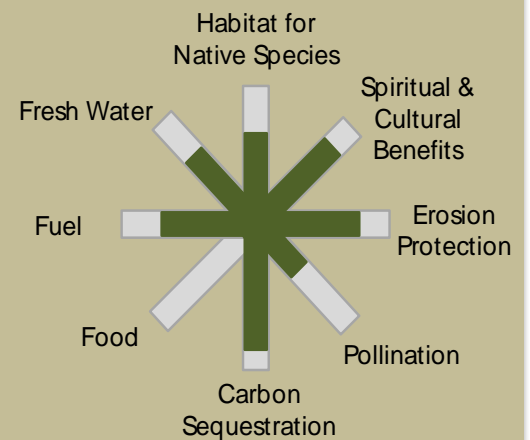 Habitat for
Native Species
Spiritual &
Cultural
Benefits
Fresh Water
Erosion
Protection
Fuel
Food
Pollination
Carbon
Sequestration